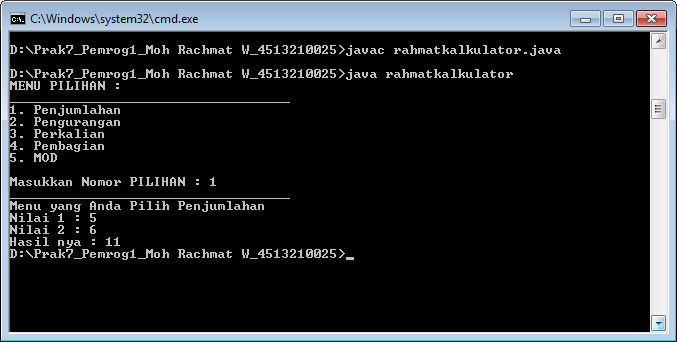 C:\Windows\system32\cmd.exe
D:\Prak7_Pemrog1_Moh Rachmat W_4513210025>javac rahmatkalkulator.java
D:\Prak7_Pemrog1_Moh Rachmat W_4513210025>java rahmatkalkulator
MENU PILIHAN :
___________________________________
1. Penjumlahan
2. Pengurangan
3. Perkalian
4. Pembagian
5. MOD
Masukkan Nomor PILIHAN : 1
___________________________________
Menu yang Anda Pilih Penjumlahan
Nilai 1 : 5
Nilai 2 : 6
Hasil nya : 11
D:\Prak7_Pemrog1_Moh Rachmat W_4513210025>_